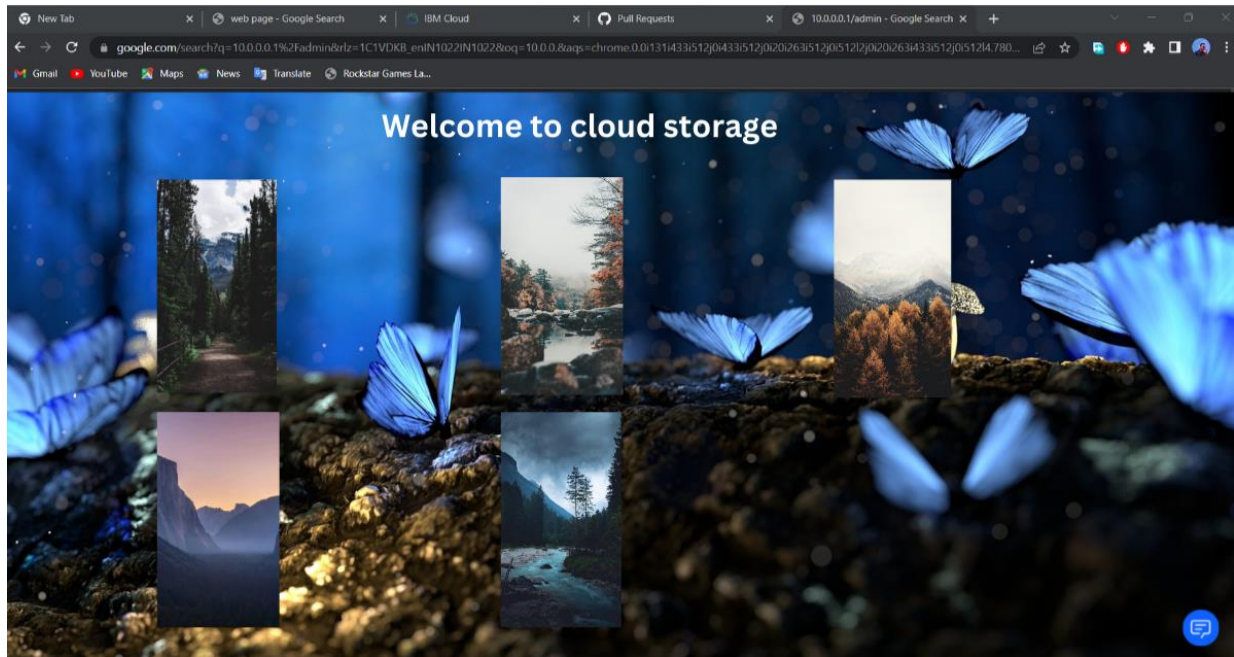 New Tab
web page - Google Search
IBM Cloud
Pull Requests
10.0.0.0.1/admin - Google Search
google.com/search?q=10.0.0.0.1%2Fadmin&rlz=1C1VDKB_enIN1022IN1022&oq=10.0.0.&aqs=chrome.0.0i131i433i512j0i433i512j0i20i263i512j0i512l2j0i20i263i433i512j0i512l4.780...
Gmail
YouTube
Maps
News
Translate
Rockstar Games La...
Welcome to cloud storage